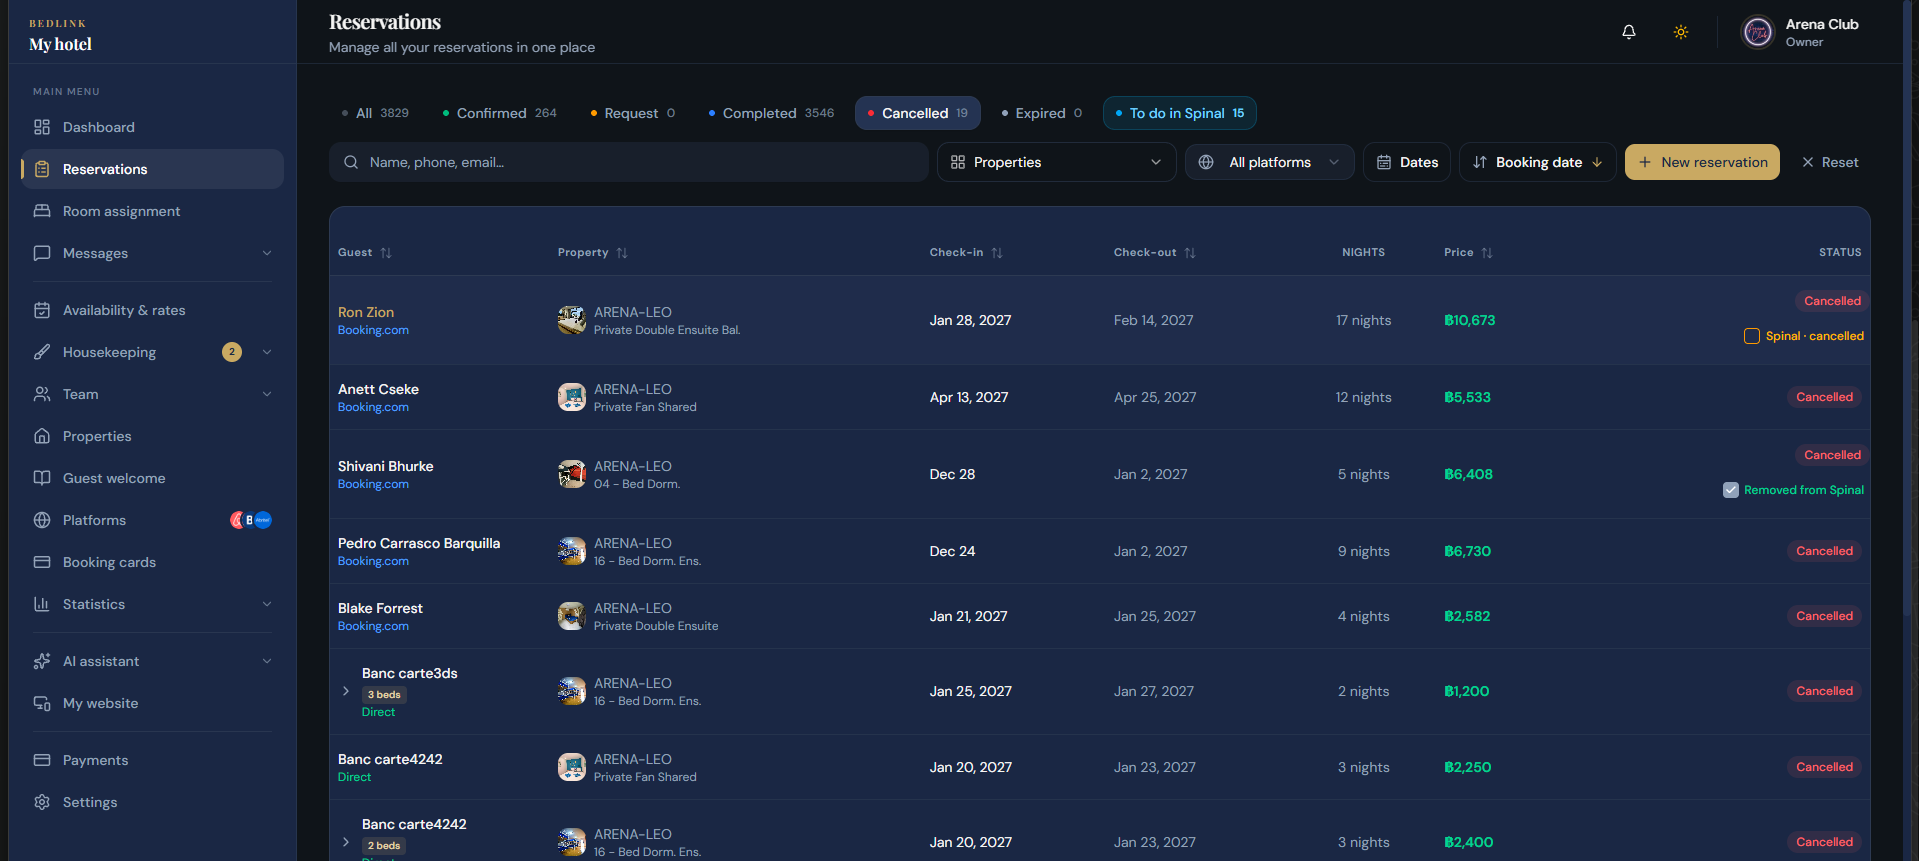 BEDLINK
My hotel
MAIN MENU
Dashboard
Reservations
Room assignment
Messages
Availability & rates
Housekeeping 2
Team
Properties
Guest welcome
Platforms B
Booking cards
Statistics
AI assistant
My website
Payments
Settings
Reservations
Manage all your reservations in one place
Arena Club
Owner
All 3829 Confirmed 264 Request 0 Completed 3546 Cancelled 19 Expired 0 To do in Spinal 15
Name, phone, email... Properties All platforms Dates Booking date New reservation Reset
Guest Property Check-in Check-out NIGHTS Price STATUS
Ron Zion ARENA-LEO Jan 28, 2027 Feb 14, 2027 17 nights ฿10,673 Cancelled
Booking.com Private Double Ensuite Bal. Spinal · cancelled
Anett Cseke ARENA-LEO Apr 13, 2027 Apr 25, 2027 12 nights ฿5,533 Cancelled
Booking.com Private Fan Shared
Shivani Bhurke ARENA-LEO Dec 28 Jan 2, 2027 5 nights ฿6,408 Cancelled
Booking.com 04 - Bed Dorm. Removed from Spinal
Pedro Carrasco Barquilla ARENA-LEO Dec 24 Jan 2, 2027 9 nights ฿6,730 Cancelled
Booking.com 16 - Bed Dorm. Ens.
Blake Forrest ARENA-LEO Jan 21, 2027 Jan 25, 2027 4 nights ฿2,582 Cancelled
Booking.com Private Double Ensuite
Banc carte3ds ARENA-LEO Jan 25, 2027 Jan 27, 2027 2 nights ฿1,200 Cancelled
3 beds 16 - Bed Dorm. Ens.
Direct
Banc carte4242 ARENA-LEO Jan 20, 2027 Jan 23, 2027 3 nights ฿2,250 Cancelled
Direct Private Fan Shared
Banc carte4242 ARENA-LEO Jan 20, 2027 Jan 23, 2027 3 nights ฿2,400 Cancelled
2 beds 16 - Bed Dorm. Ens.